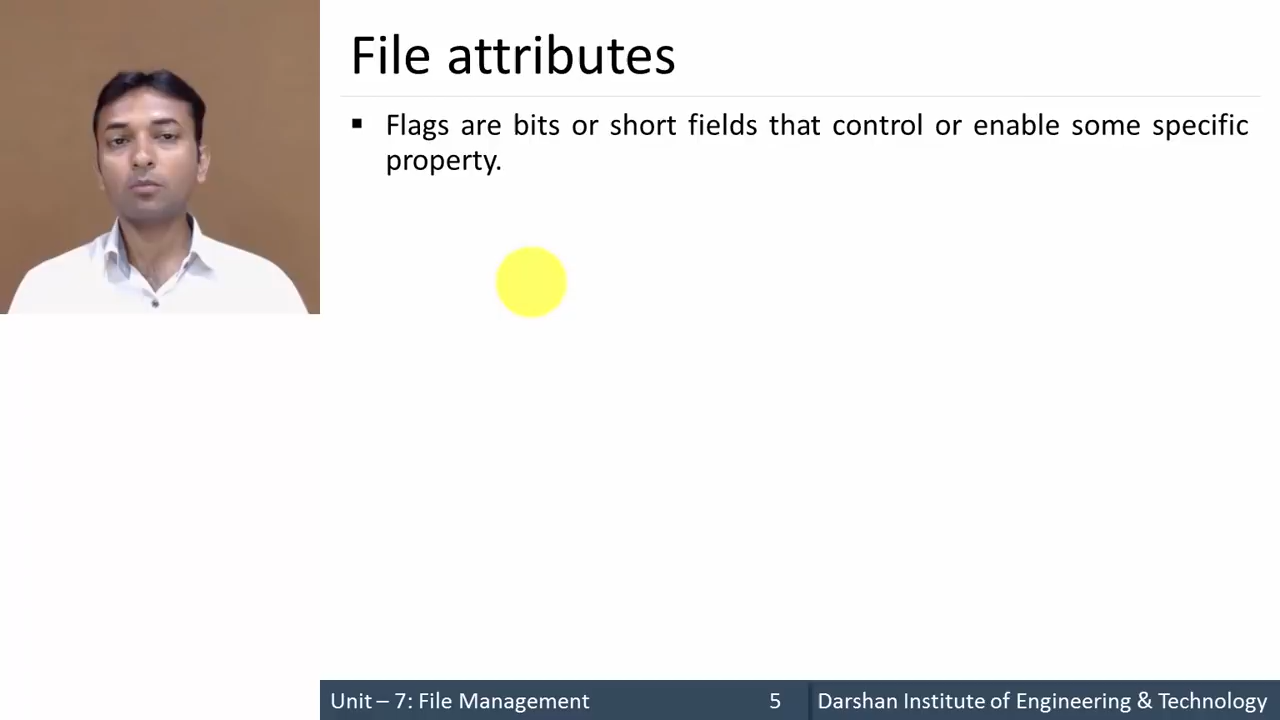 File attributes
▪ Flags are bits or short fields that control or enable some specific
property.
Unit – 7: File Management 5 Darshan Institute of Engineering & Technology